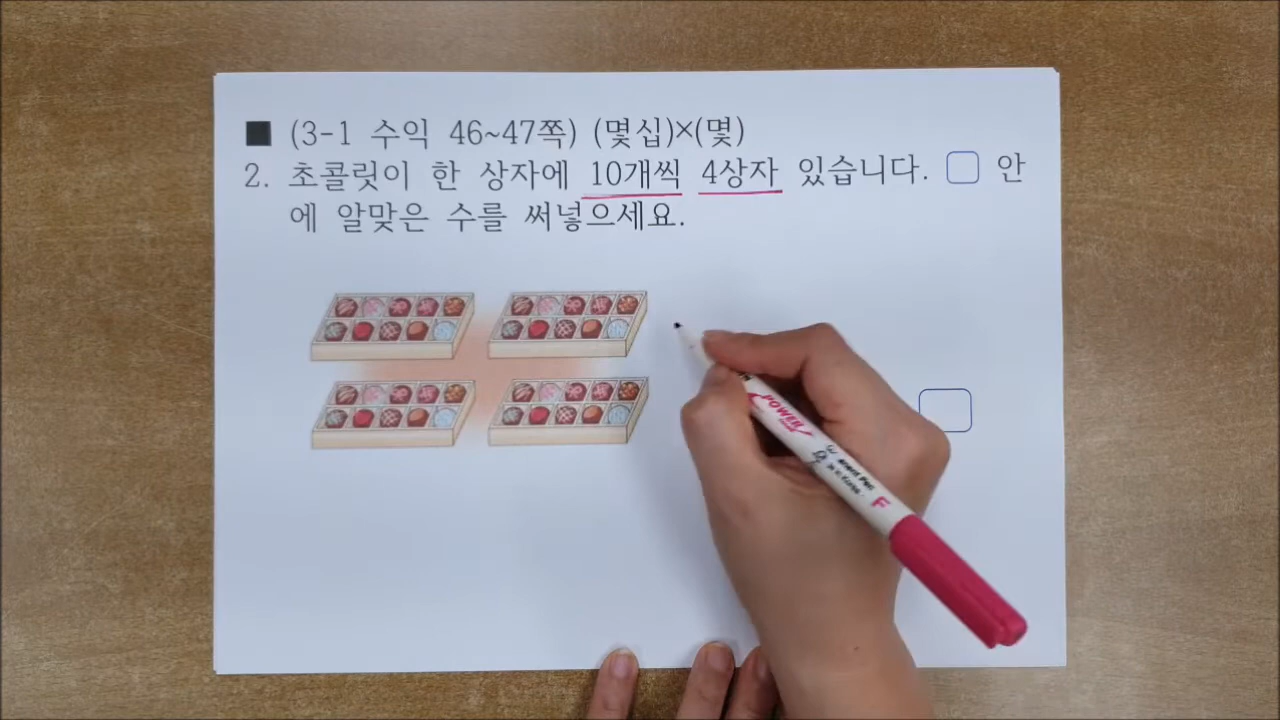 ■ (3-1 수익 46~47쪽) (몇십)×(몇)
2. 초콜릿이 한 상자에 10개씩 4상자 있습니다. □ 안
에 알맞은 수를 써넣으세요.
POWER
F